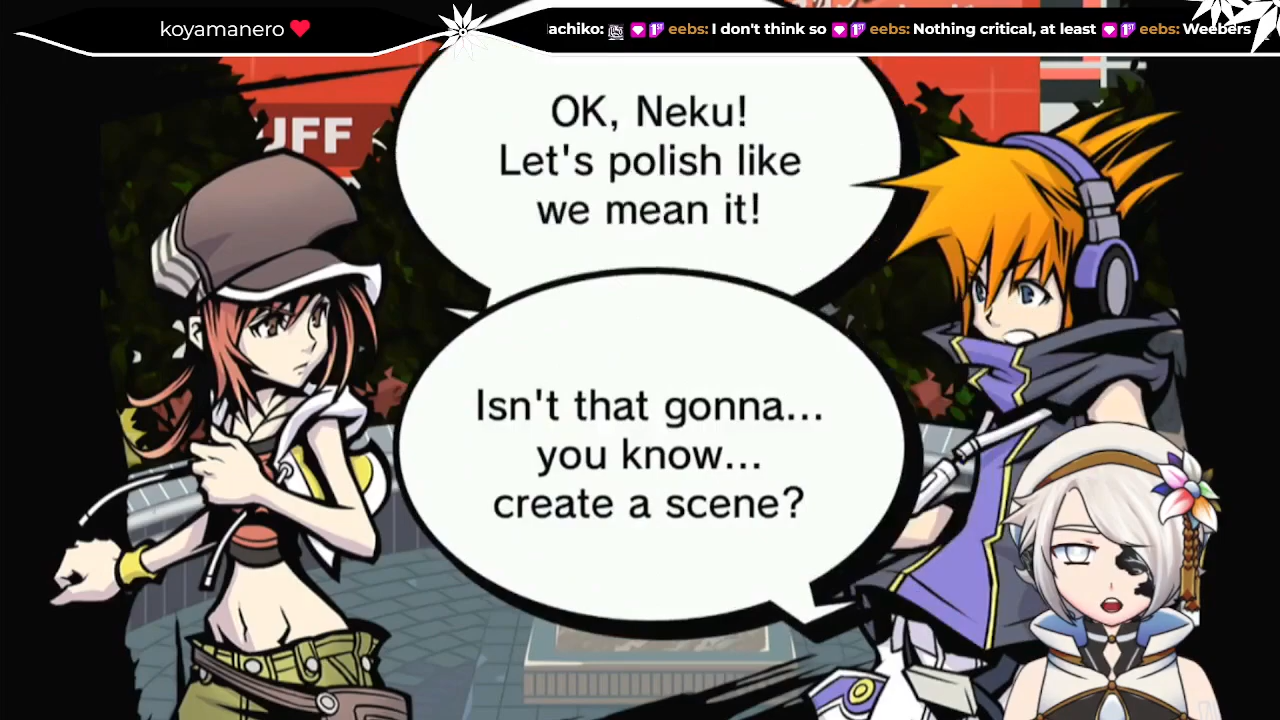 koyamanero ❤
achiko: eebs: I don't think so eebs: Nothing critical, at least eebs: Weebers
JFF
OK, Neku!
Let's polish like
we mean it!
Isn't that gonna...
you know...
create a scene?